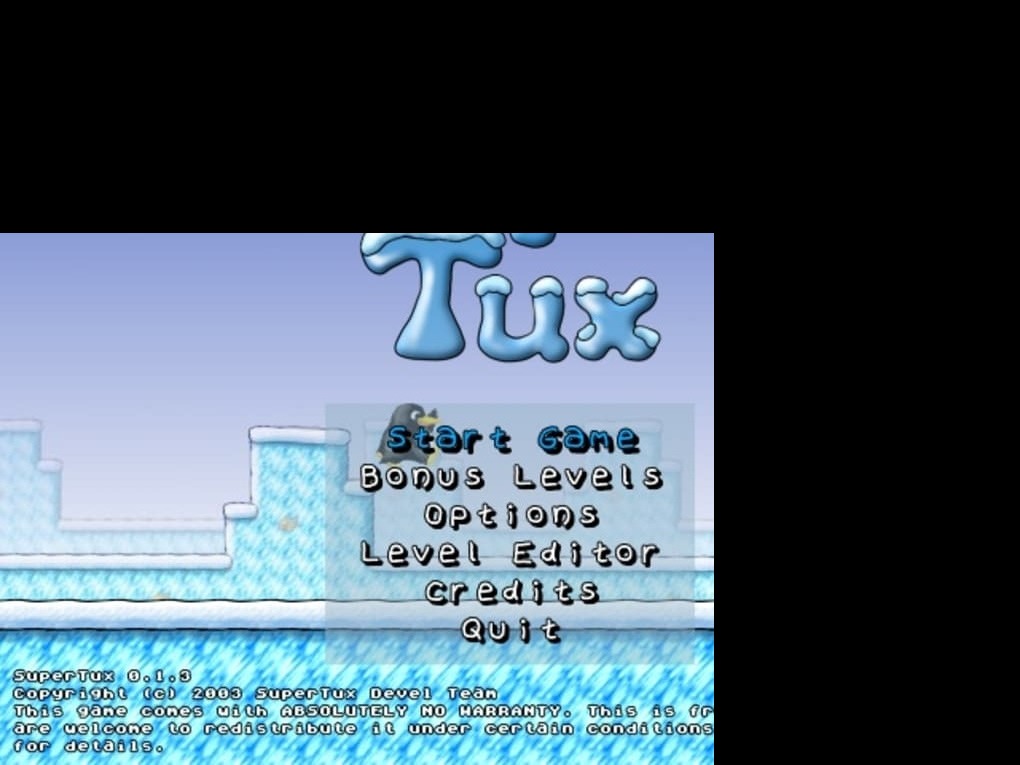 Tux
Start Game
Bonus Levels
Options
Level Editor
Credits
Quit
SuperTux 0.1.3
Copyright (c) 2003 SuperTux Devel Team
This game comes with ABSOLUTELY NO WARRANTY. This is fr
are welcome to redistribute it under certain conditions
for details.